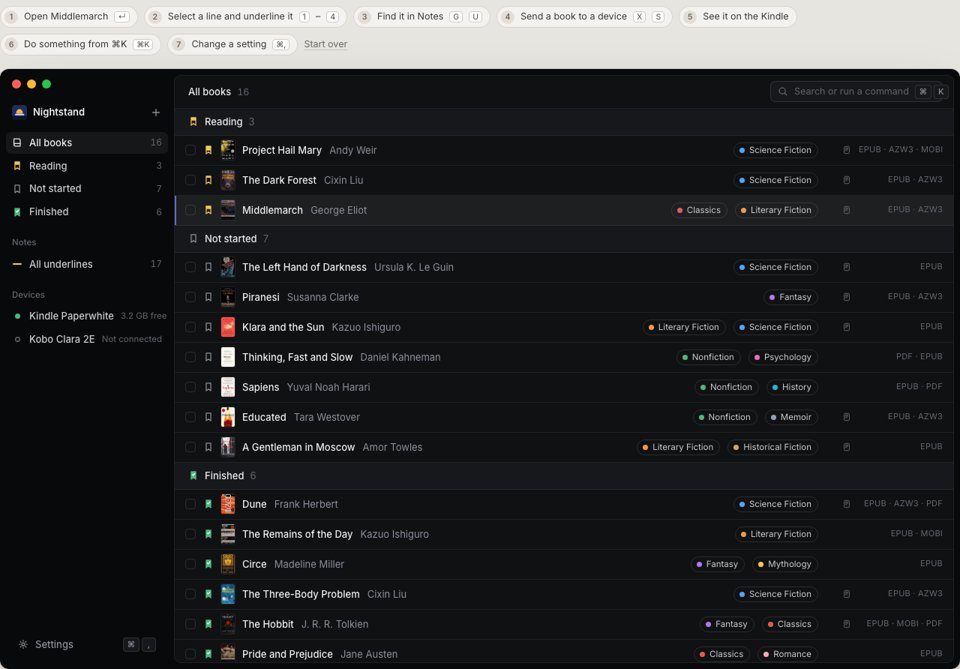 1 Open Middlemarch ↵ 2 Select a line and underline it 1 – 4 3 Find it in Notes G U 4 Send a book to a device X S 5 See it on the Kindle
6 Do something from ⌘K ⌘K 7 Change a setting ⌘, Start over
Nightstand +
All books 16
Reading 3
Not started 7
Finished 6
Notes
All underlines 17
Devices
Kindle Paperwhite 3.2 GB free
Kobo Clara 2E Not connected
Settings ⌘ ,
All books 16 Search or run a command ⌘ K
Reading 3
Project Hail Mary Andy Weir Science Fiction EPUB · AZW3 · MOBI
The Dark Forest Cixin Liu Science Fiction EPUB · AZW3
Middlemarch George Eliot Classics Literary Fiction EPUB · AZW3
Not started 7
The Left Hand of Darkness Ursula K. Le Guin Science Fiction EPUB
Piranesi Susanna Clarke Fantasy EPUB
Klara and the Sun Kazuo Ishiguro Literary Fiction Science Fiction EPUB
Thinking, Fast and Slow Daniel Kahneman Nonfiction Psychology PDF · EPUB
Sapiens Yuval Noah Harari Nonfiction History EPUB · PDF
Educated Tara Westover Nonfiction Memoir EPUB · AZW3
A Gentleman in Moscow Amor Towles Literary Fiction Historical Fiction EPUB
Finished 6
Dune Frank Herbert Science Fiction EPUB · AZW3 · PDF
The Remains of the Day Kazuo Ishiguro Literary Fiction EPUB · MOBI
Circe Madeline Miller Fantasy Mythology EPUB
The Three-Body Problem Cixin Liu Science Fiction EPUB · AZW3
The Hobbit J. R. R. Tolkien Fantasy Classics EPUB · MOBI · PDF
Pride and Prejudice Jane Austen Classics Romance EPUB